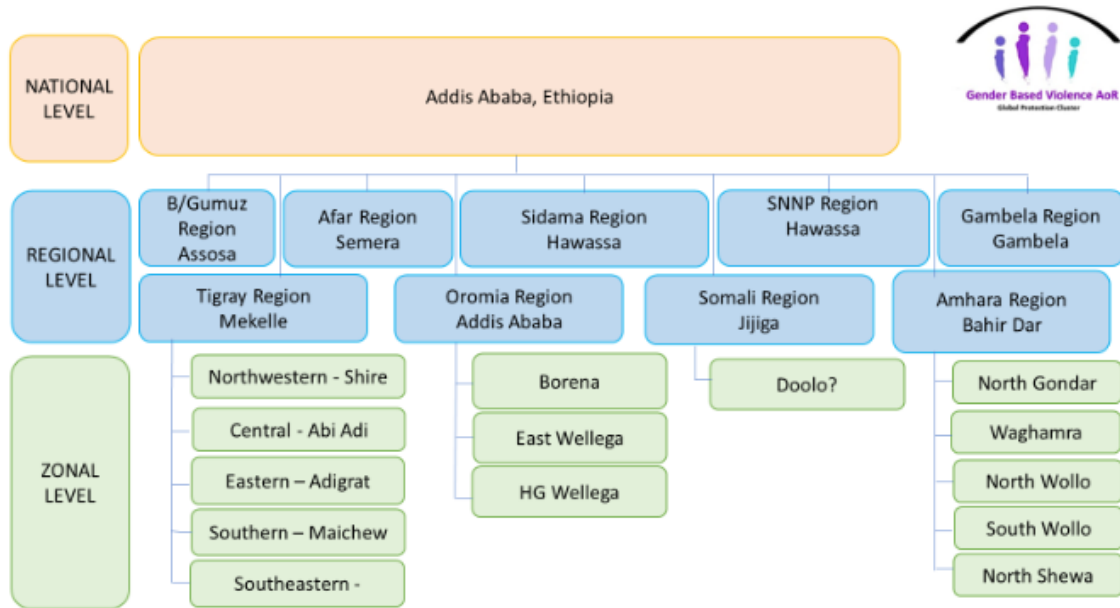 Gender Based Violence AoR
Global Protection Cluster
NATIONAL
LEVEL
Addis Ababa, Ethiopia
REGIONAL
LEVEL
B/Gumuz
Region
Assosa
Afar Region
Semera
Sidama Region
Hawassa
SNNP Region
Hawassa
Gambela Region
Gambela
Tigray Region
Mekelle
Oromia Region
Addis Ababa
Somali Region
Jijiga
Amhara Region
Bahir Dar
ZONAL
LEVEL
Northwestern - Shire
Central - Abi Adi
Eastern – Adigrat
Southern – Maichew
Southeastern -
Borena
East Wellega
HG Wellega
Doolo?
North Gondar
Waghamra
North Wollo
South Wollo
North Shewa